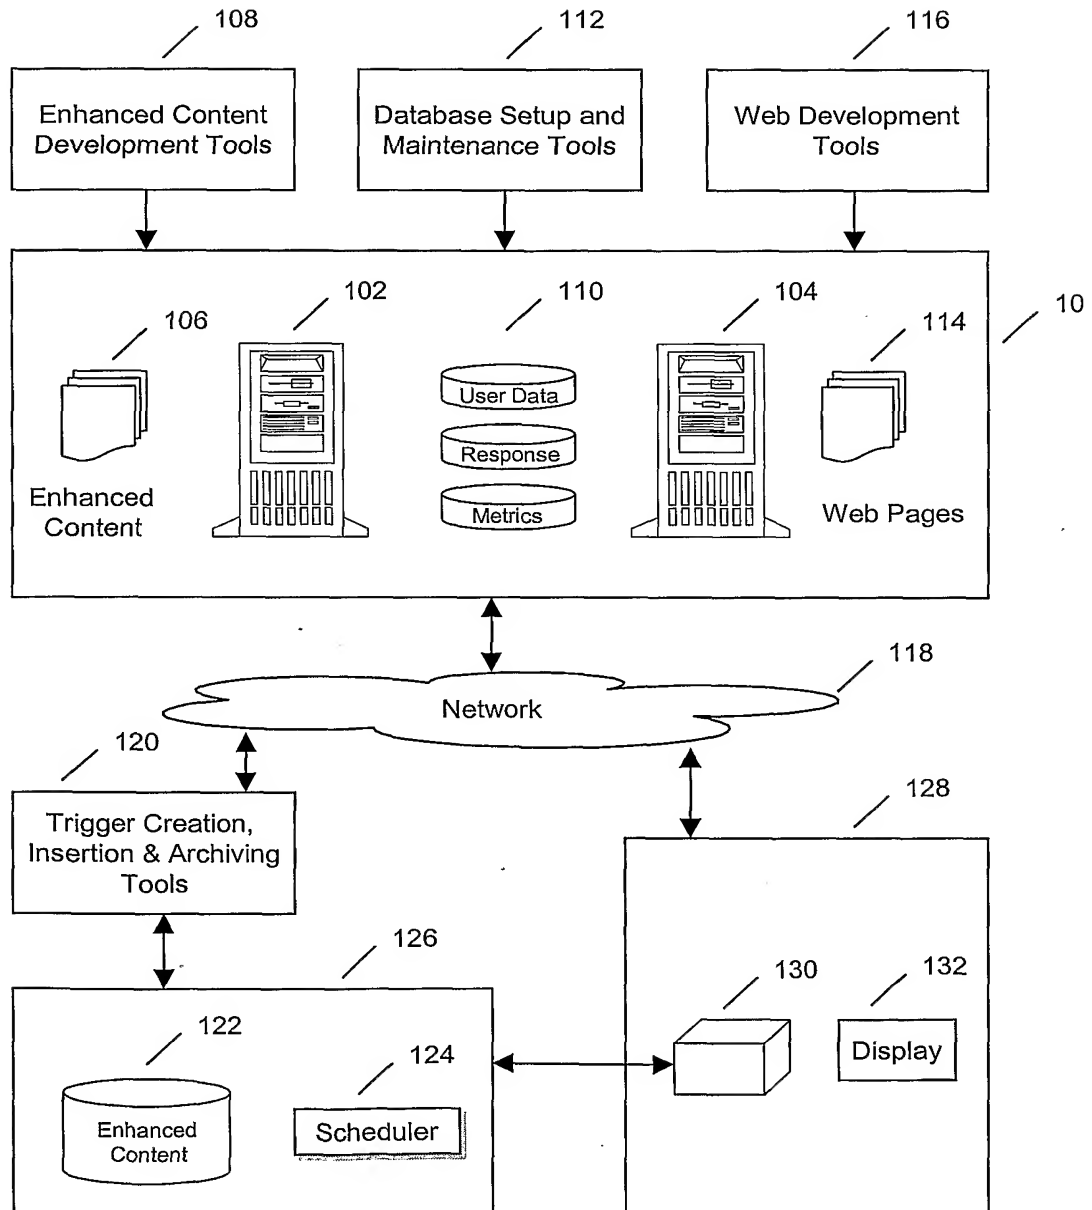 108
112
116
Enhanced Content
Development Tools
Database Setup and
Maintenance Tools
Web Development
Tools
102
110
104
10
106
114
User Data
Response
Metrics
Enhanced
Content
Web Pages
118
Network
120
128
Trigger Creation,
Insertion & Archiving
Tools
126
130
132
122
124
Display
Enhanced
Content
Scheduler